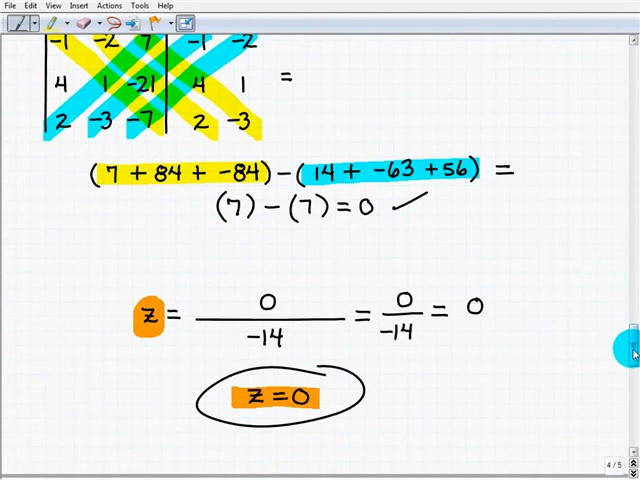 File Edit View Insert Actions Tools Help
-1 -2 7 -1 -2
4 1 -21 4 1 =
2 -3 -7 2 -3
(7 + 84 + -84) - (14 + -63 + 56) =
(7) - (7) = 0 ✓
z = 0/-14 = 0/-14 = 0
z = 0
4 / 5